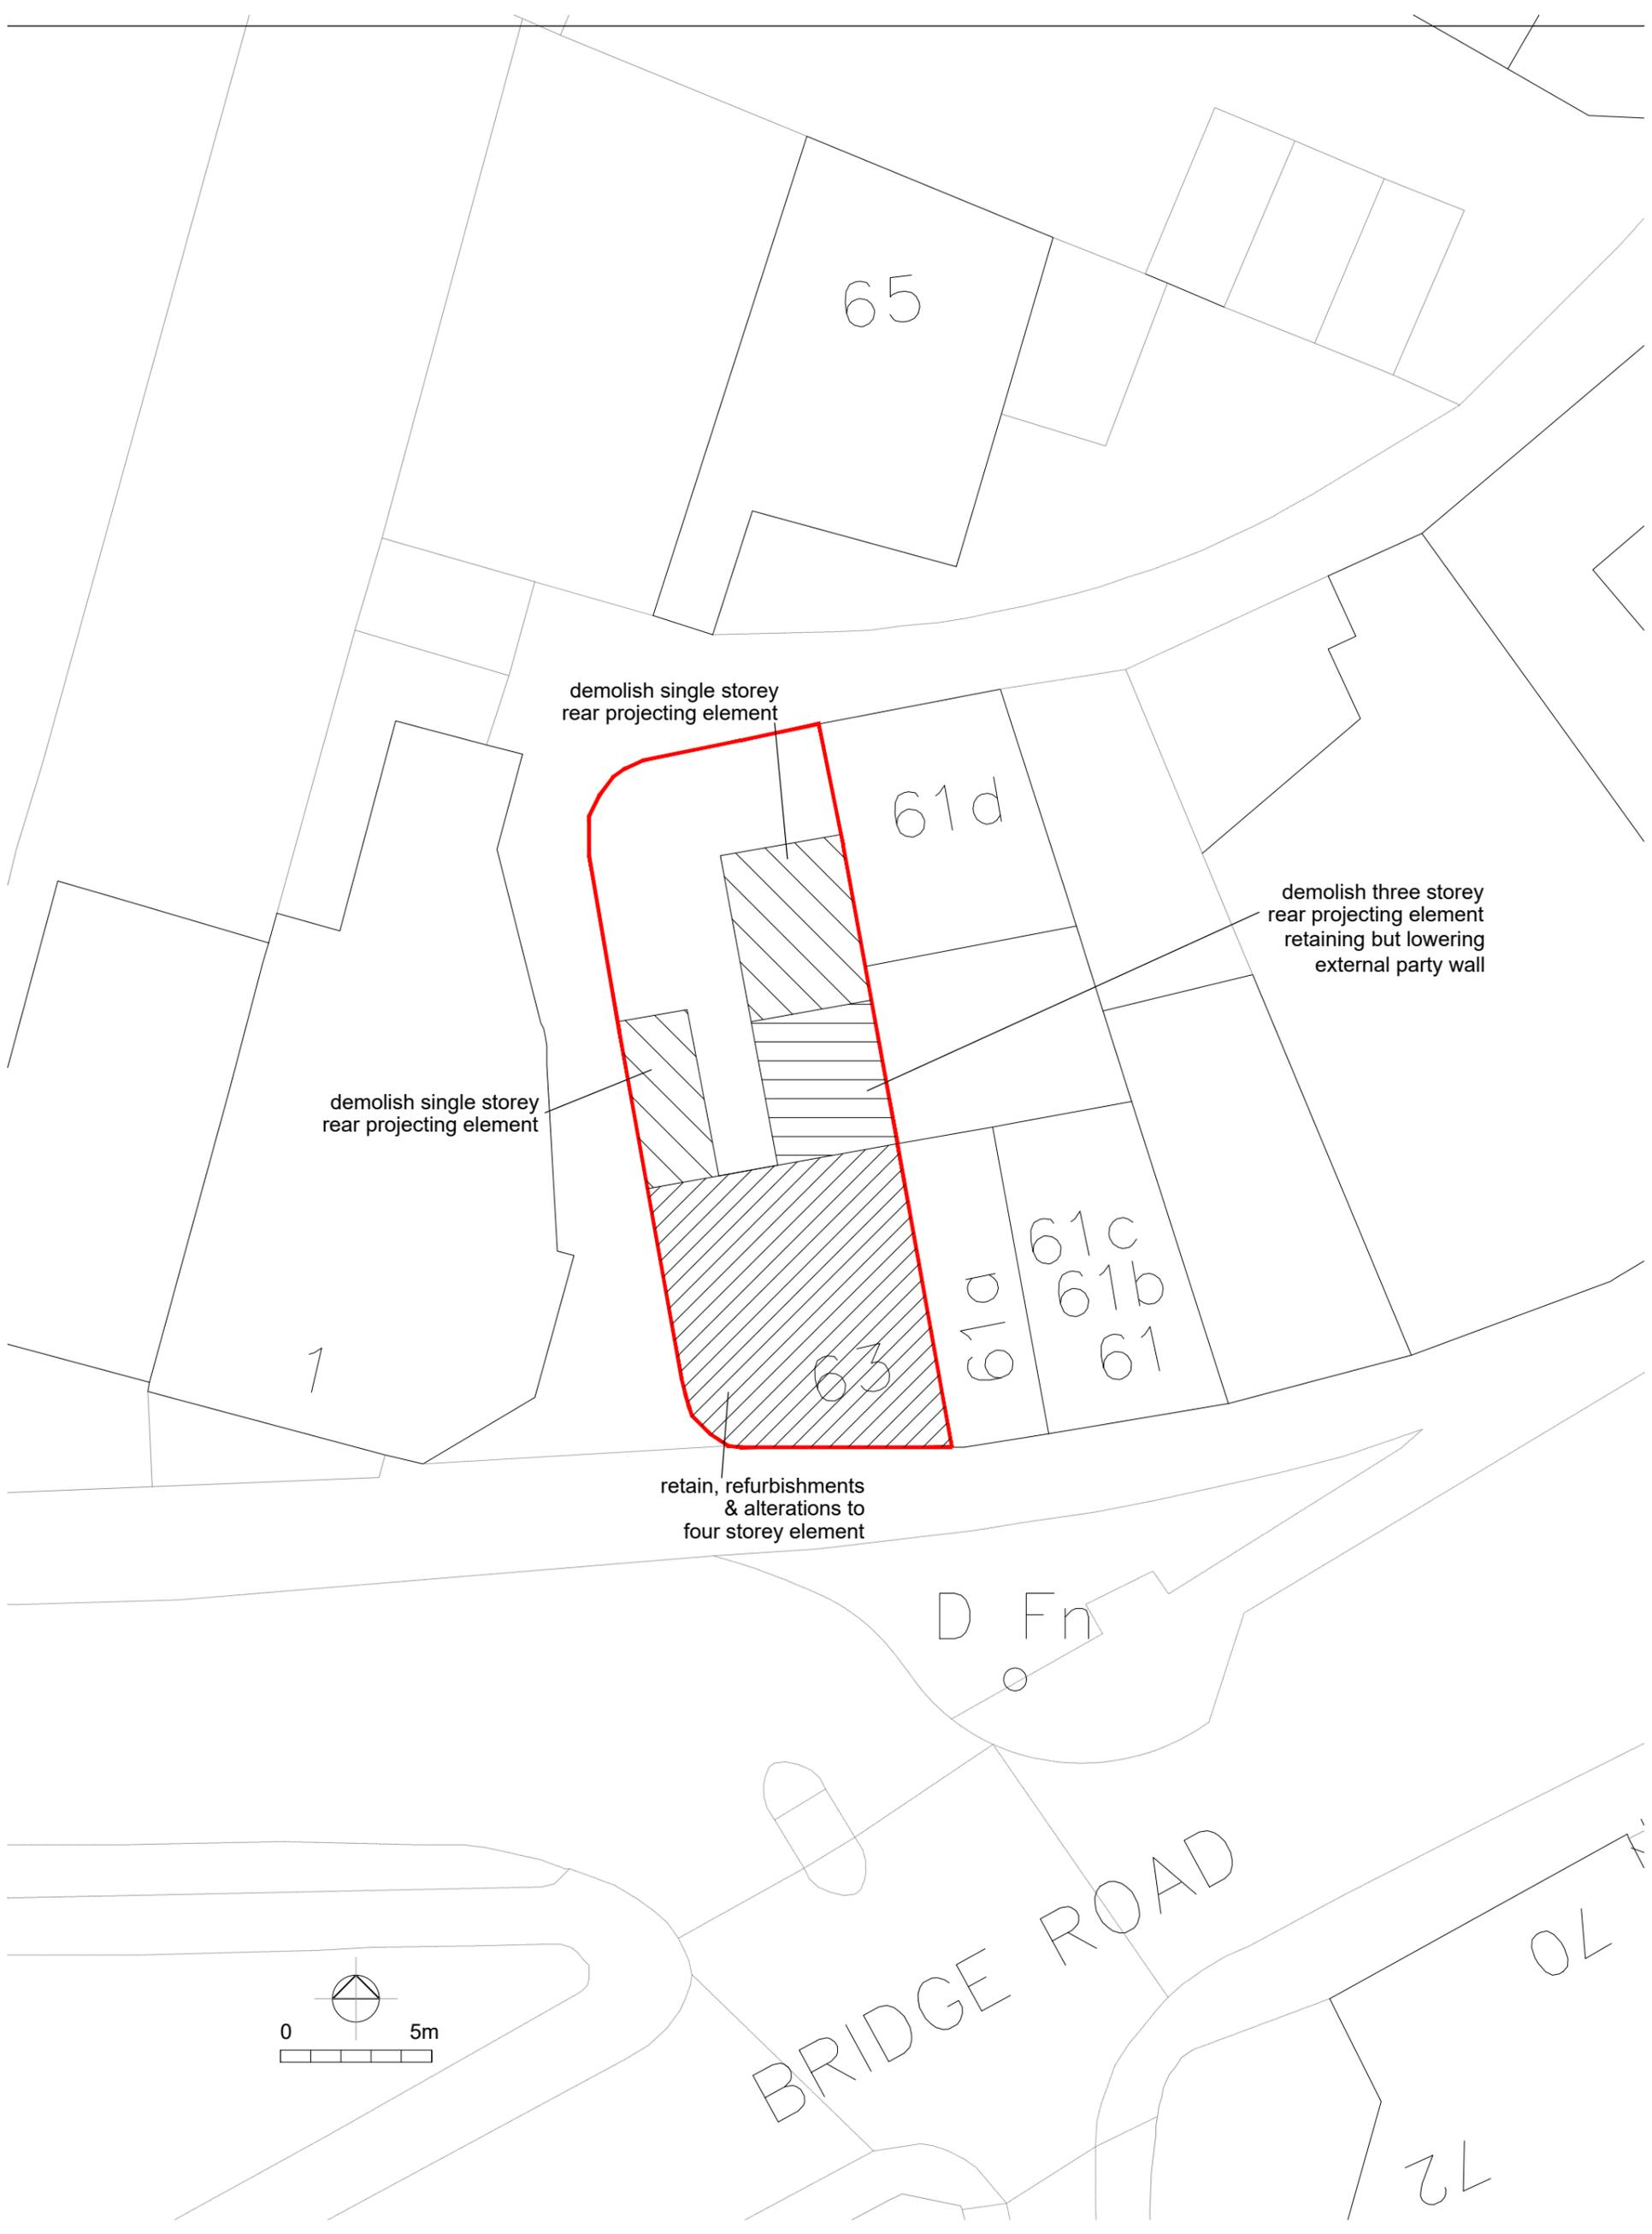 65
demolish single storey
rear projecting element
61d
demolish three storey
rear projecting element
retaining but lowering
external party wall
demolish single storey
rear projecting element
61c
61b
61
61a
63
1
retain, refurbishments
& alterations to
four storey element
D Fn
BRIDGE ROAD
70
0 5m
72